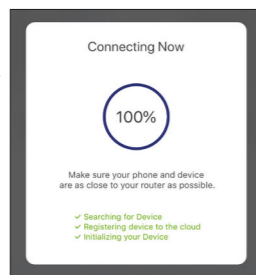 Connecting Now
100%
Make sure your phone and device
are as close to your router as possible.
✓ Searching for Device
✓ Registering device to the cloud
✓ Initializing your Device